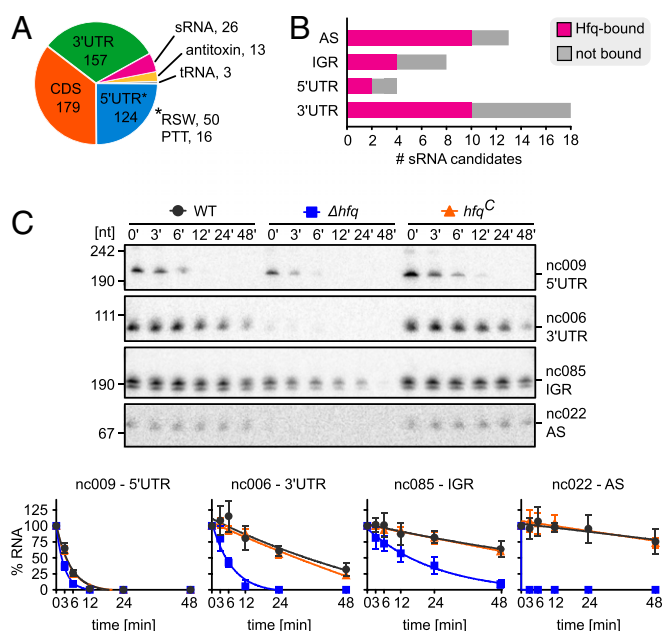 A
3'UTR
157
CDS
179
5'UTR*
124
sRNA, 26
antitoxin, 13
tRNA, 3
*RSW, 50
PTT, 16
B
AS
IGR
5'UTR
3'UTR
0 2 4 6 8 10 12 14 16 18
# sRNA candidates
Hfq-bound
not bound
C
WT Δhfq hfqC
[nt] 0' 3' 6' 12' 24' 48' 0' 3' 6' 12' 24' 48' 0' 3' 6' 12' 24' 48'
242
190
nc009
5'UTR
111
nc006
3'UTR
190
nc085
IGR
67
nc022
AS
nc009 - 5'UTR nc006 - 3'UTR nc085 - IGR nc022 - AS
% RNA
125
100
75
50
25
0
0 3 6 12 24 48 0 3 6 12 24 48 0 3 6 12 24 48 0 3 6 12 24 48
time [min] time [min] time [min] time [min]